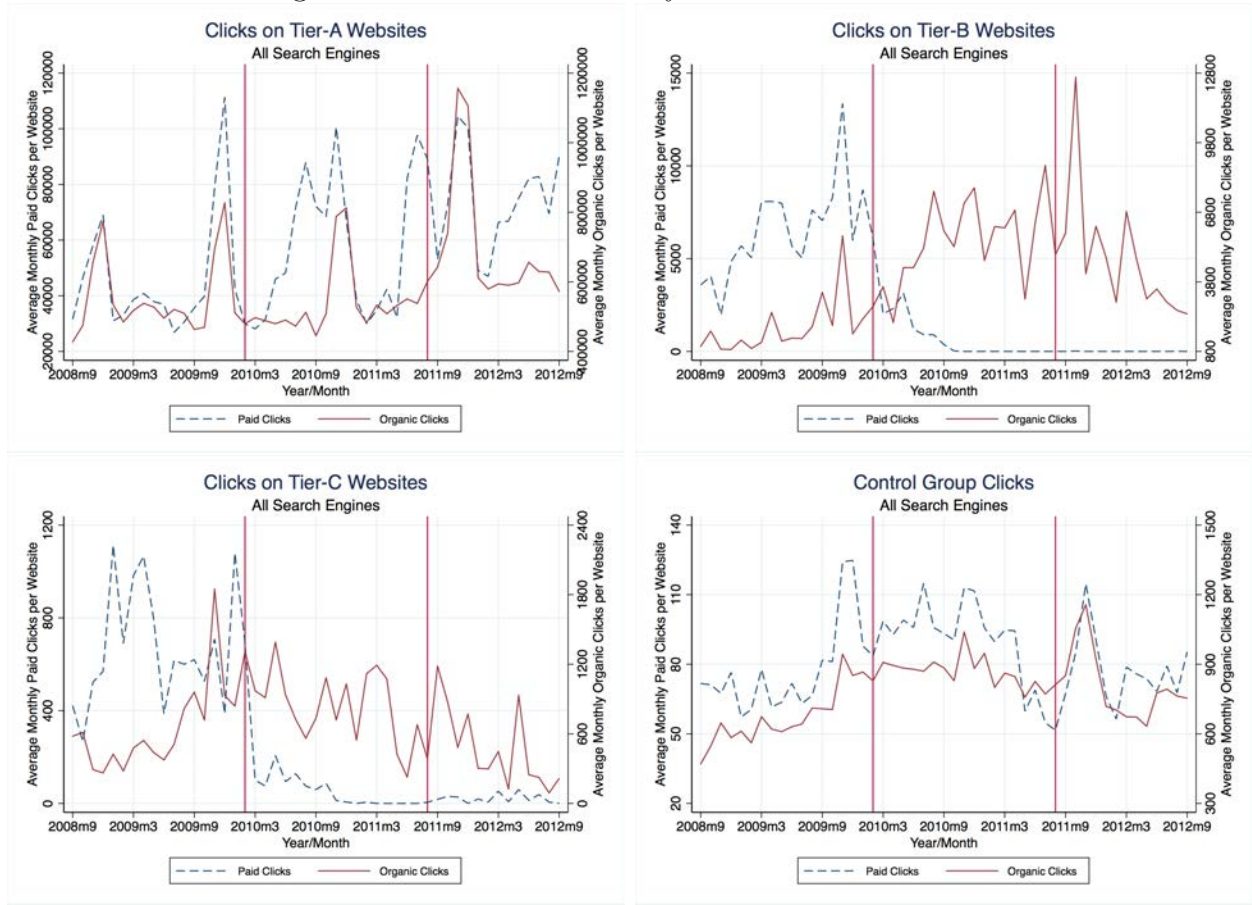 Clicks on Tier-A Websites
All Search Engines
Average Monthly Paid Clicks per Website
20000 40000 60000 80000 100000 120000
Average Monthly Organic Clicks per Website
400000 600000 800000 1000000 1200000
2008m9 2009m3 2009m9 2010m3 2010m9 2011m3 2011m9 2012m3 2012m9
Year/Month
Paid Clicks Organic Clicks
Clicks on Tier-B Websites
All Search Engines
Average Monthly Paid Clicks per Website
0 5000 10000 15000
Average Monthly Organic Clicks per Website
800 3800 6800 9800 12800
2008m9 2009m3 2009m9 2010m3 2010m9 2011m3 2011m9 2012m3 2012m9
Year/Month
Paid Clicks Organic Clicks
Clicks on Tier-C Websites
All Search Engines
Average Monthly Paid Clicks per Website
0 400 800 1200
Average Monthly Organic Clicks per Website
0 600 1200 1800 2400
2008m9 2009m3 2009m9 2010m3 2010m9 2011m3 2011m9 2012m3 2012m9
Year/Month
Paid Clicks Organic Clicks
Control Group Clicks
All Search Engines
Average Monthly Paid Clicks per Website
20 50 80 110 140
Average Monthly Organic Clicks per Website
300 600 900 1200 1500
2008m9 2009m3 2009m9 2010m3 2010m9 2011m3 2011m9 2012m3 2012m9
Year/Month
Paid Clicks Organic Clicks